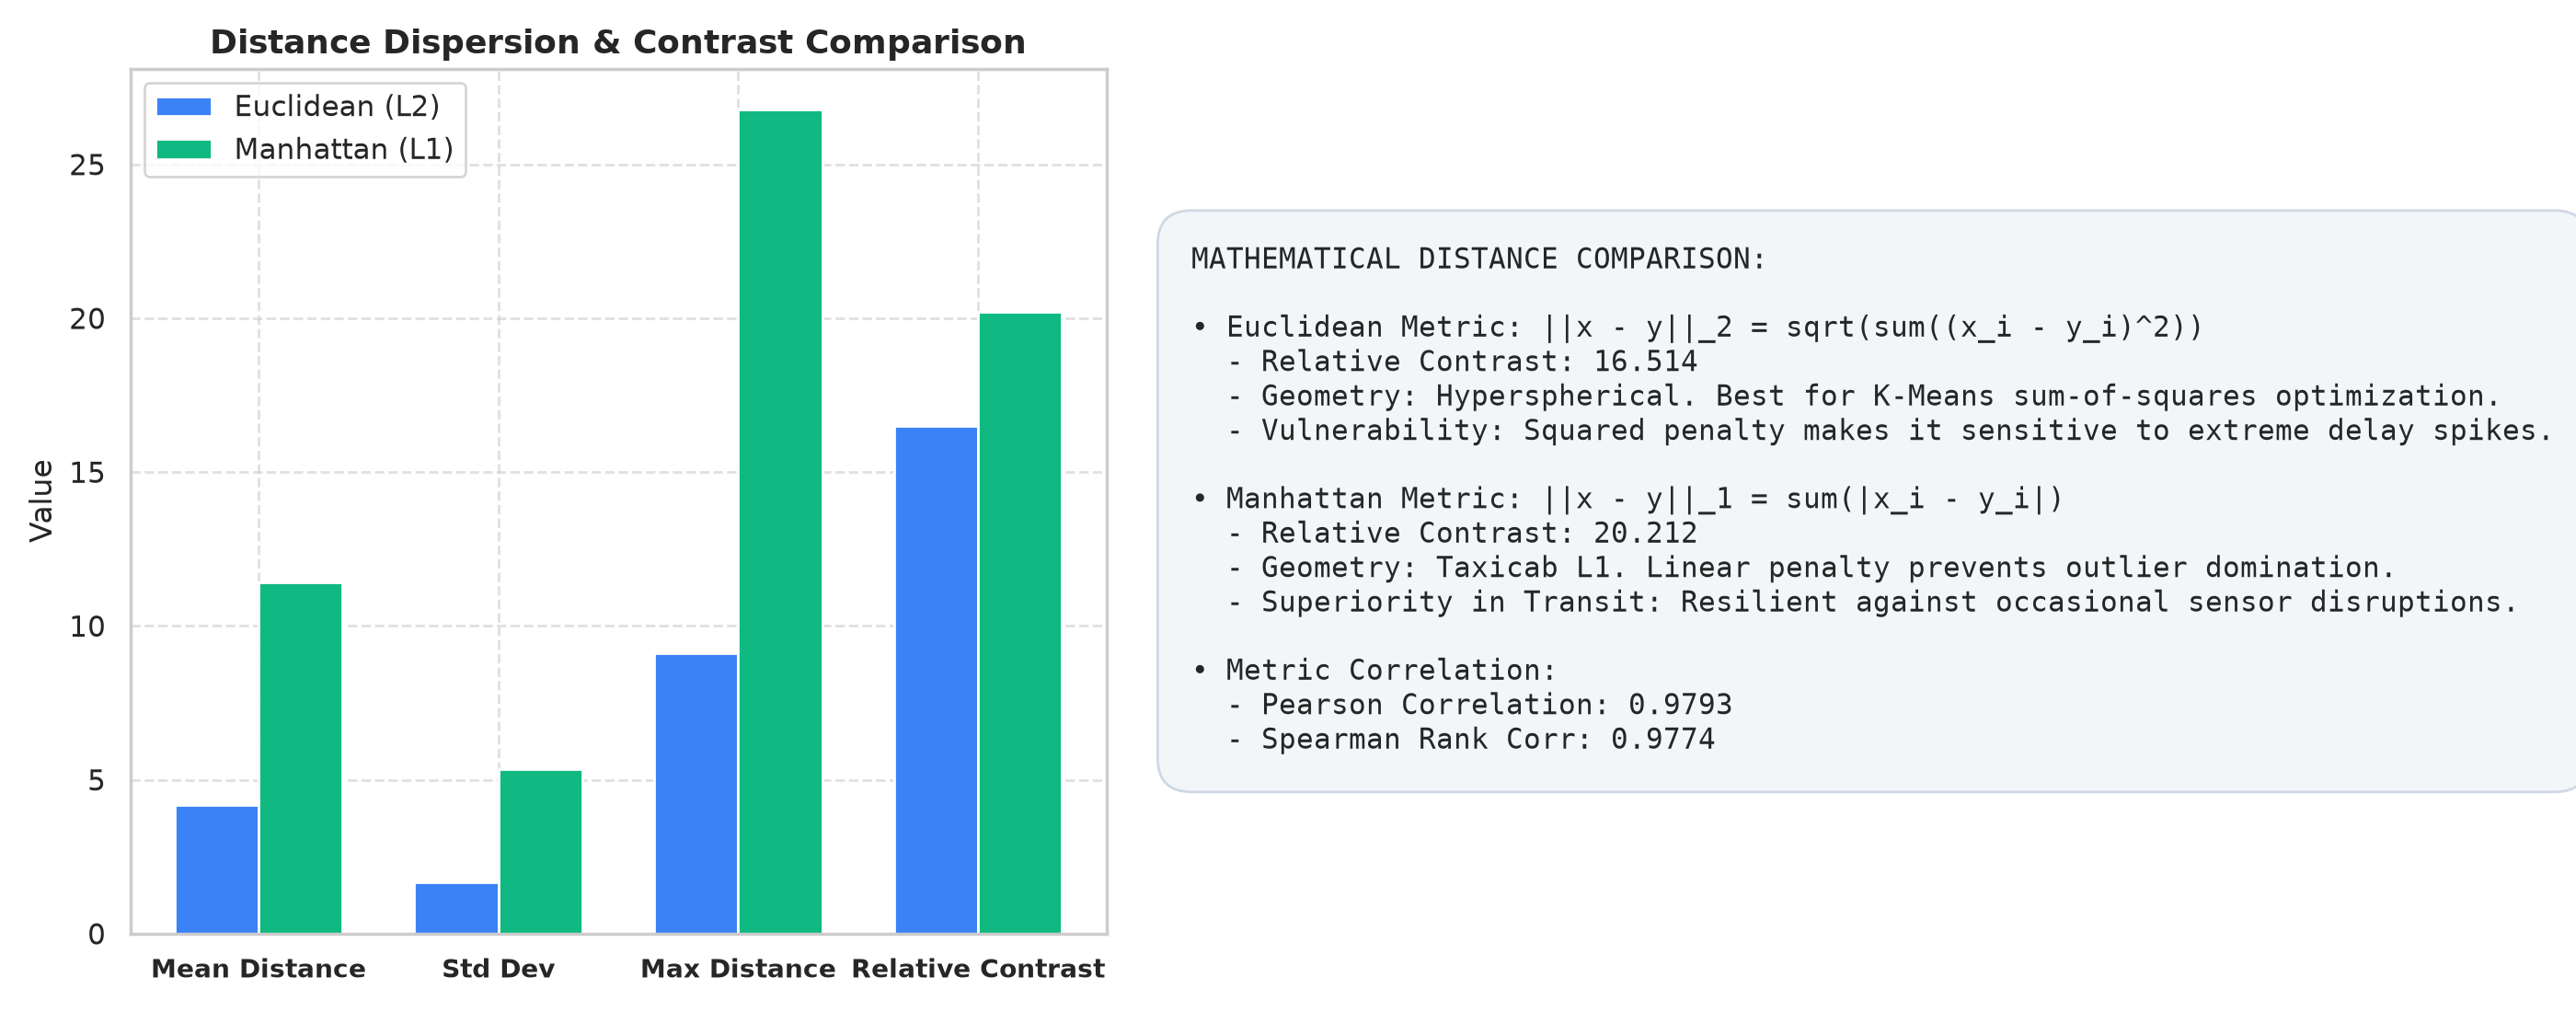 Distance Dispersion & Contrast Comparison
Euclidean (L2)
Manhattan (L1)
Value
25
20
15
10
5
0
Mean Distance
Std Dev
Max Distance
Relative Contrast
MATHEMATICAL DISTANCE COMPARISON:
• Euclidean Metric: ||x - y||_2 = sqrt(sum((x_i - y_i)^2))
- Relative Contrast: 16.514
- Geometry: Hyperspherical. Best for K-Means sum-of-squares optimization.
- Vulnerability: Squared penalty makes it sensitive to extreme delay spikes.
• Manhattan Metric: ||x - y||_1 = sum(|x_i - y_i|)
- Relative Contrast: 20.212
- Geometry: Taxicab L1. Linear penalty prevents outlier domination.
- Superiority in Transit: Resilient against occasional sensor disruptions.
• Metric Correlation:
- Pearson Correlation: 0.9793
- Spearman Rank Corr: 0.9774